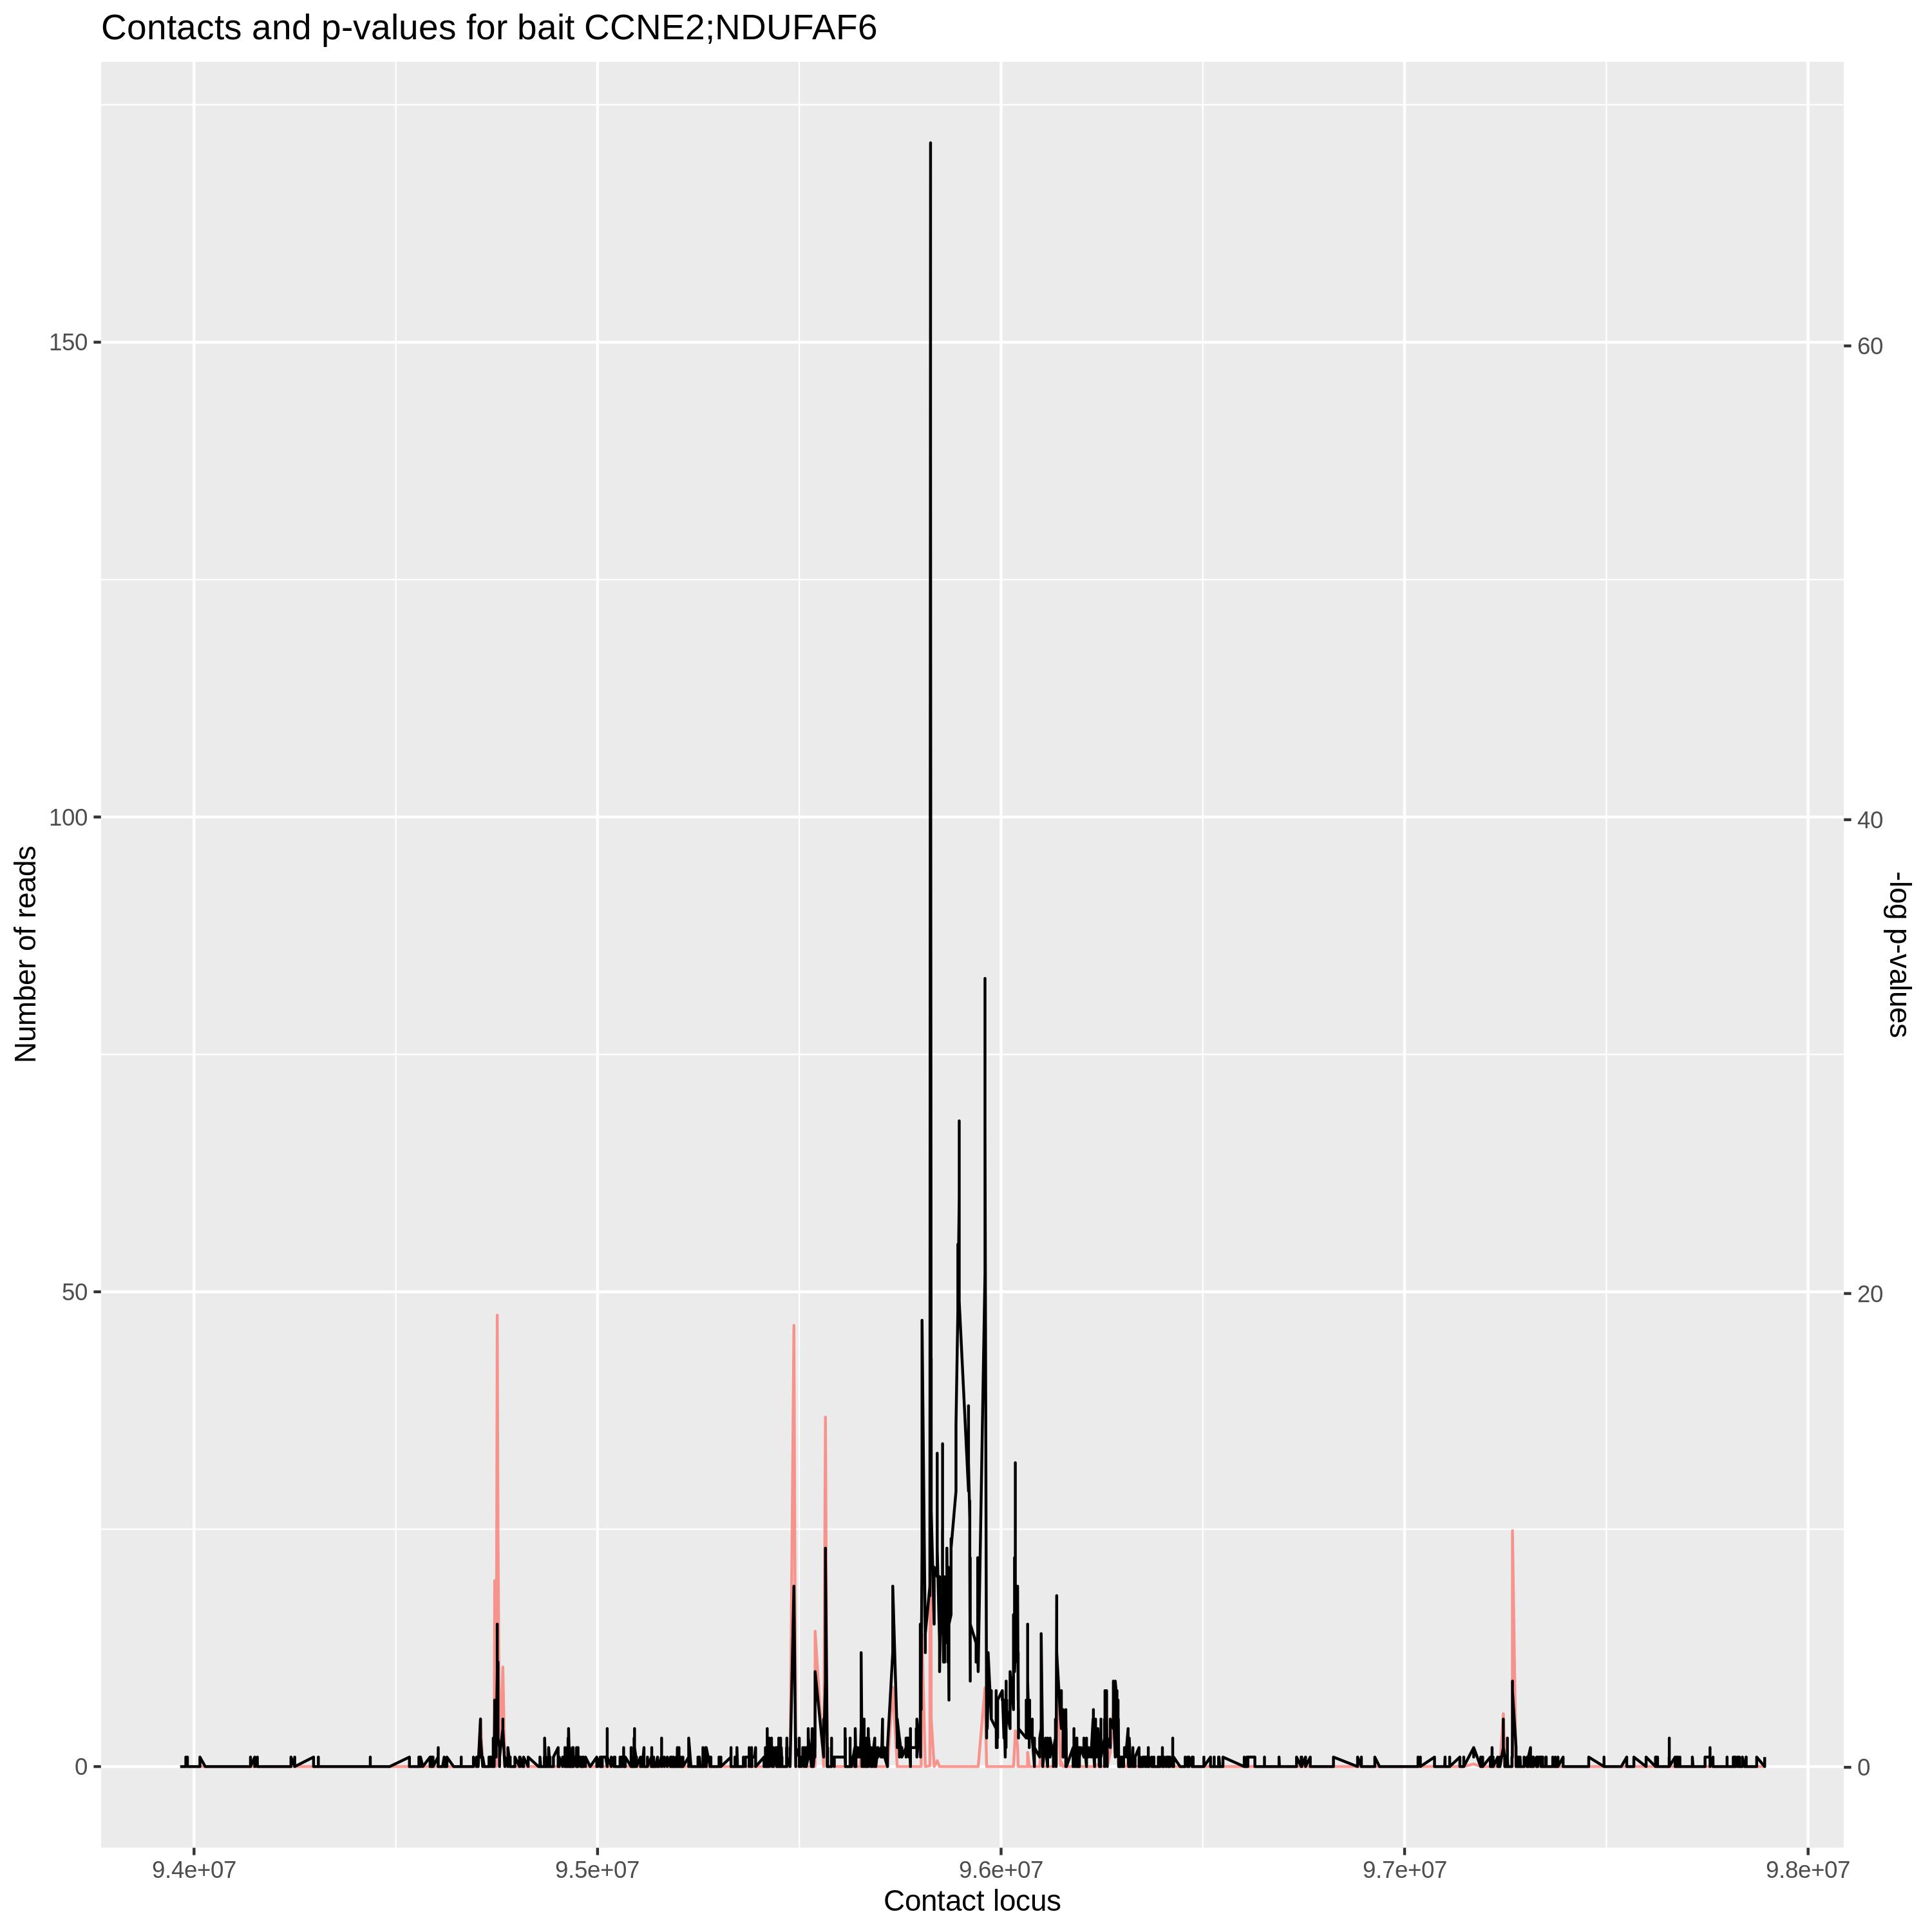 Contacts and p-values for bait CCNE2;NDUFAF6
150
100
50
0
Number of reads
60
40
20
0
-log p-values
9.4e+07
9.5e+07
9.6e+07
9.7e+07
9.8e+07
Contact locus